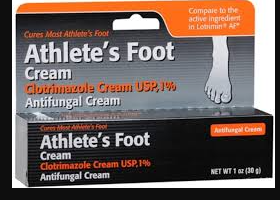 Cures Most Athlete's Foot
Athlete's Foot
Cream
Clotrimazole Cream USP, 1%
Antifungal Cream
Compare to the
active ingredient
in Lotrimin® AF*
Cures Most Athlete's Foot
Athlete's Foot
Cream
Clotrimazole Cream USP, 1%
Antifungal Cream
Antifungal Cream
NET WT 1 oz (30 g)